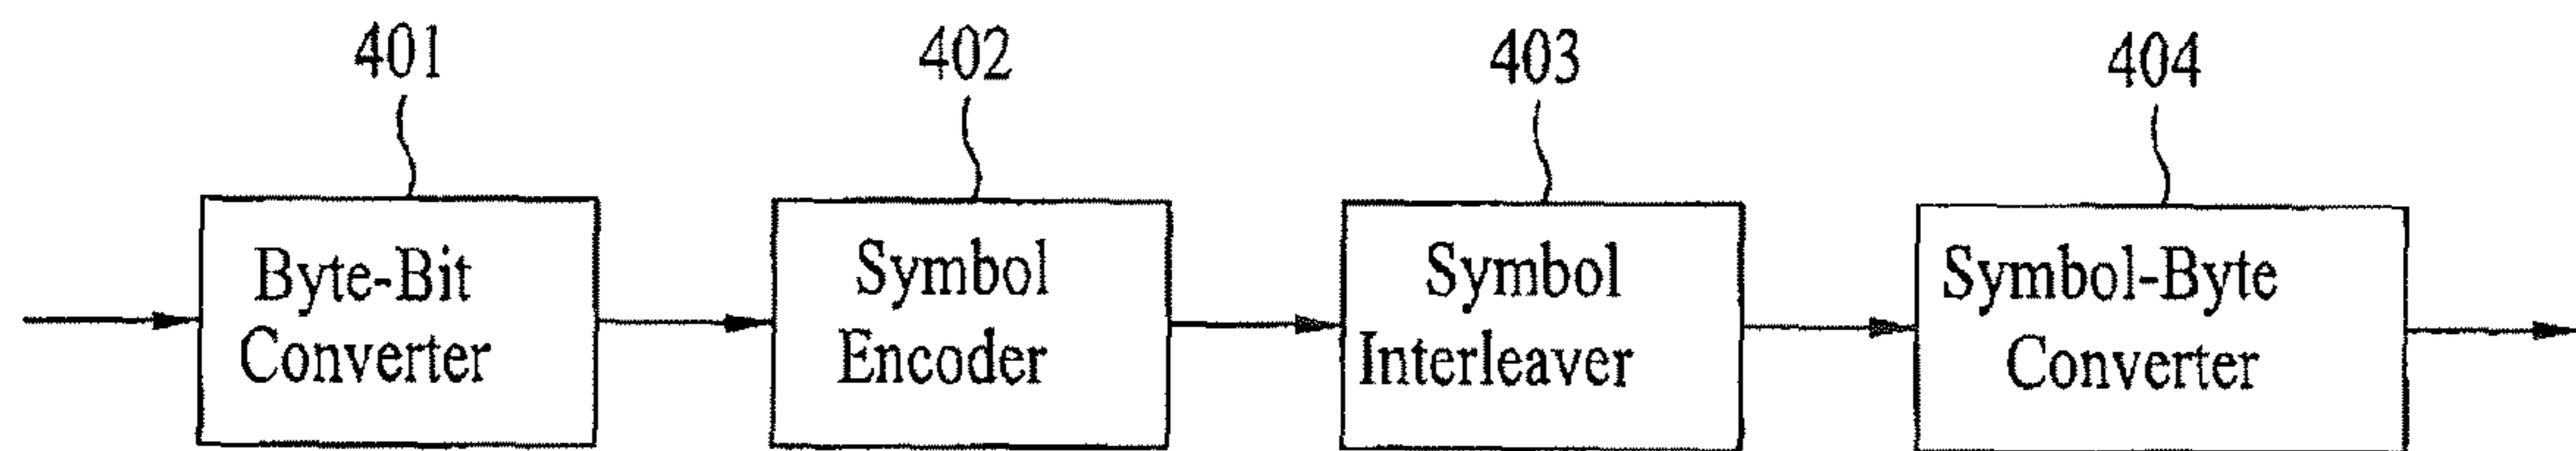 401
402
403
404
Byte-Bit
Converter
Symbol
Encoder
Symbol
Interleaver
Symbol-Byte
Converter